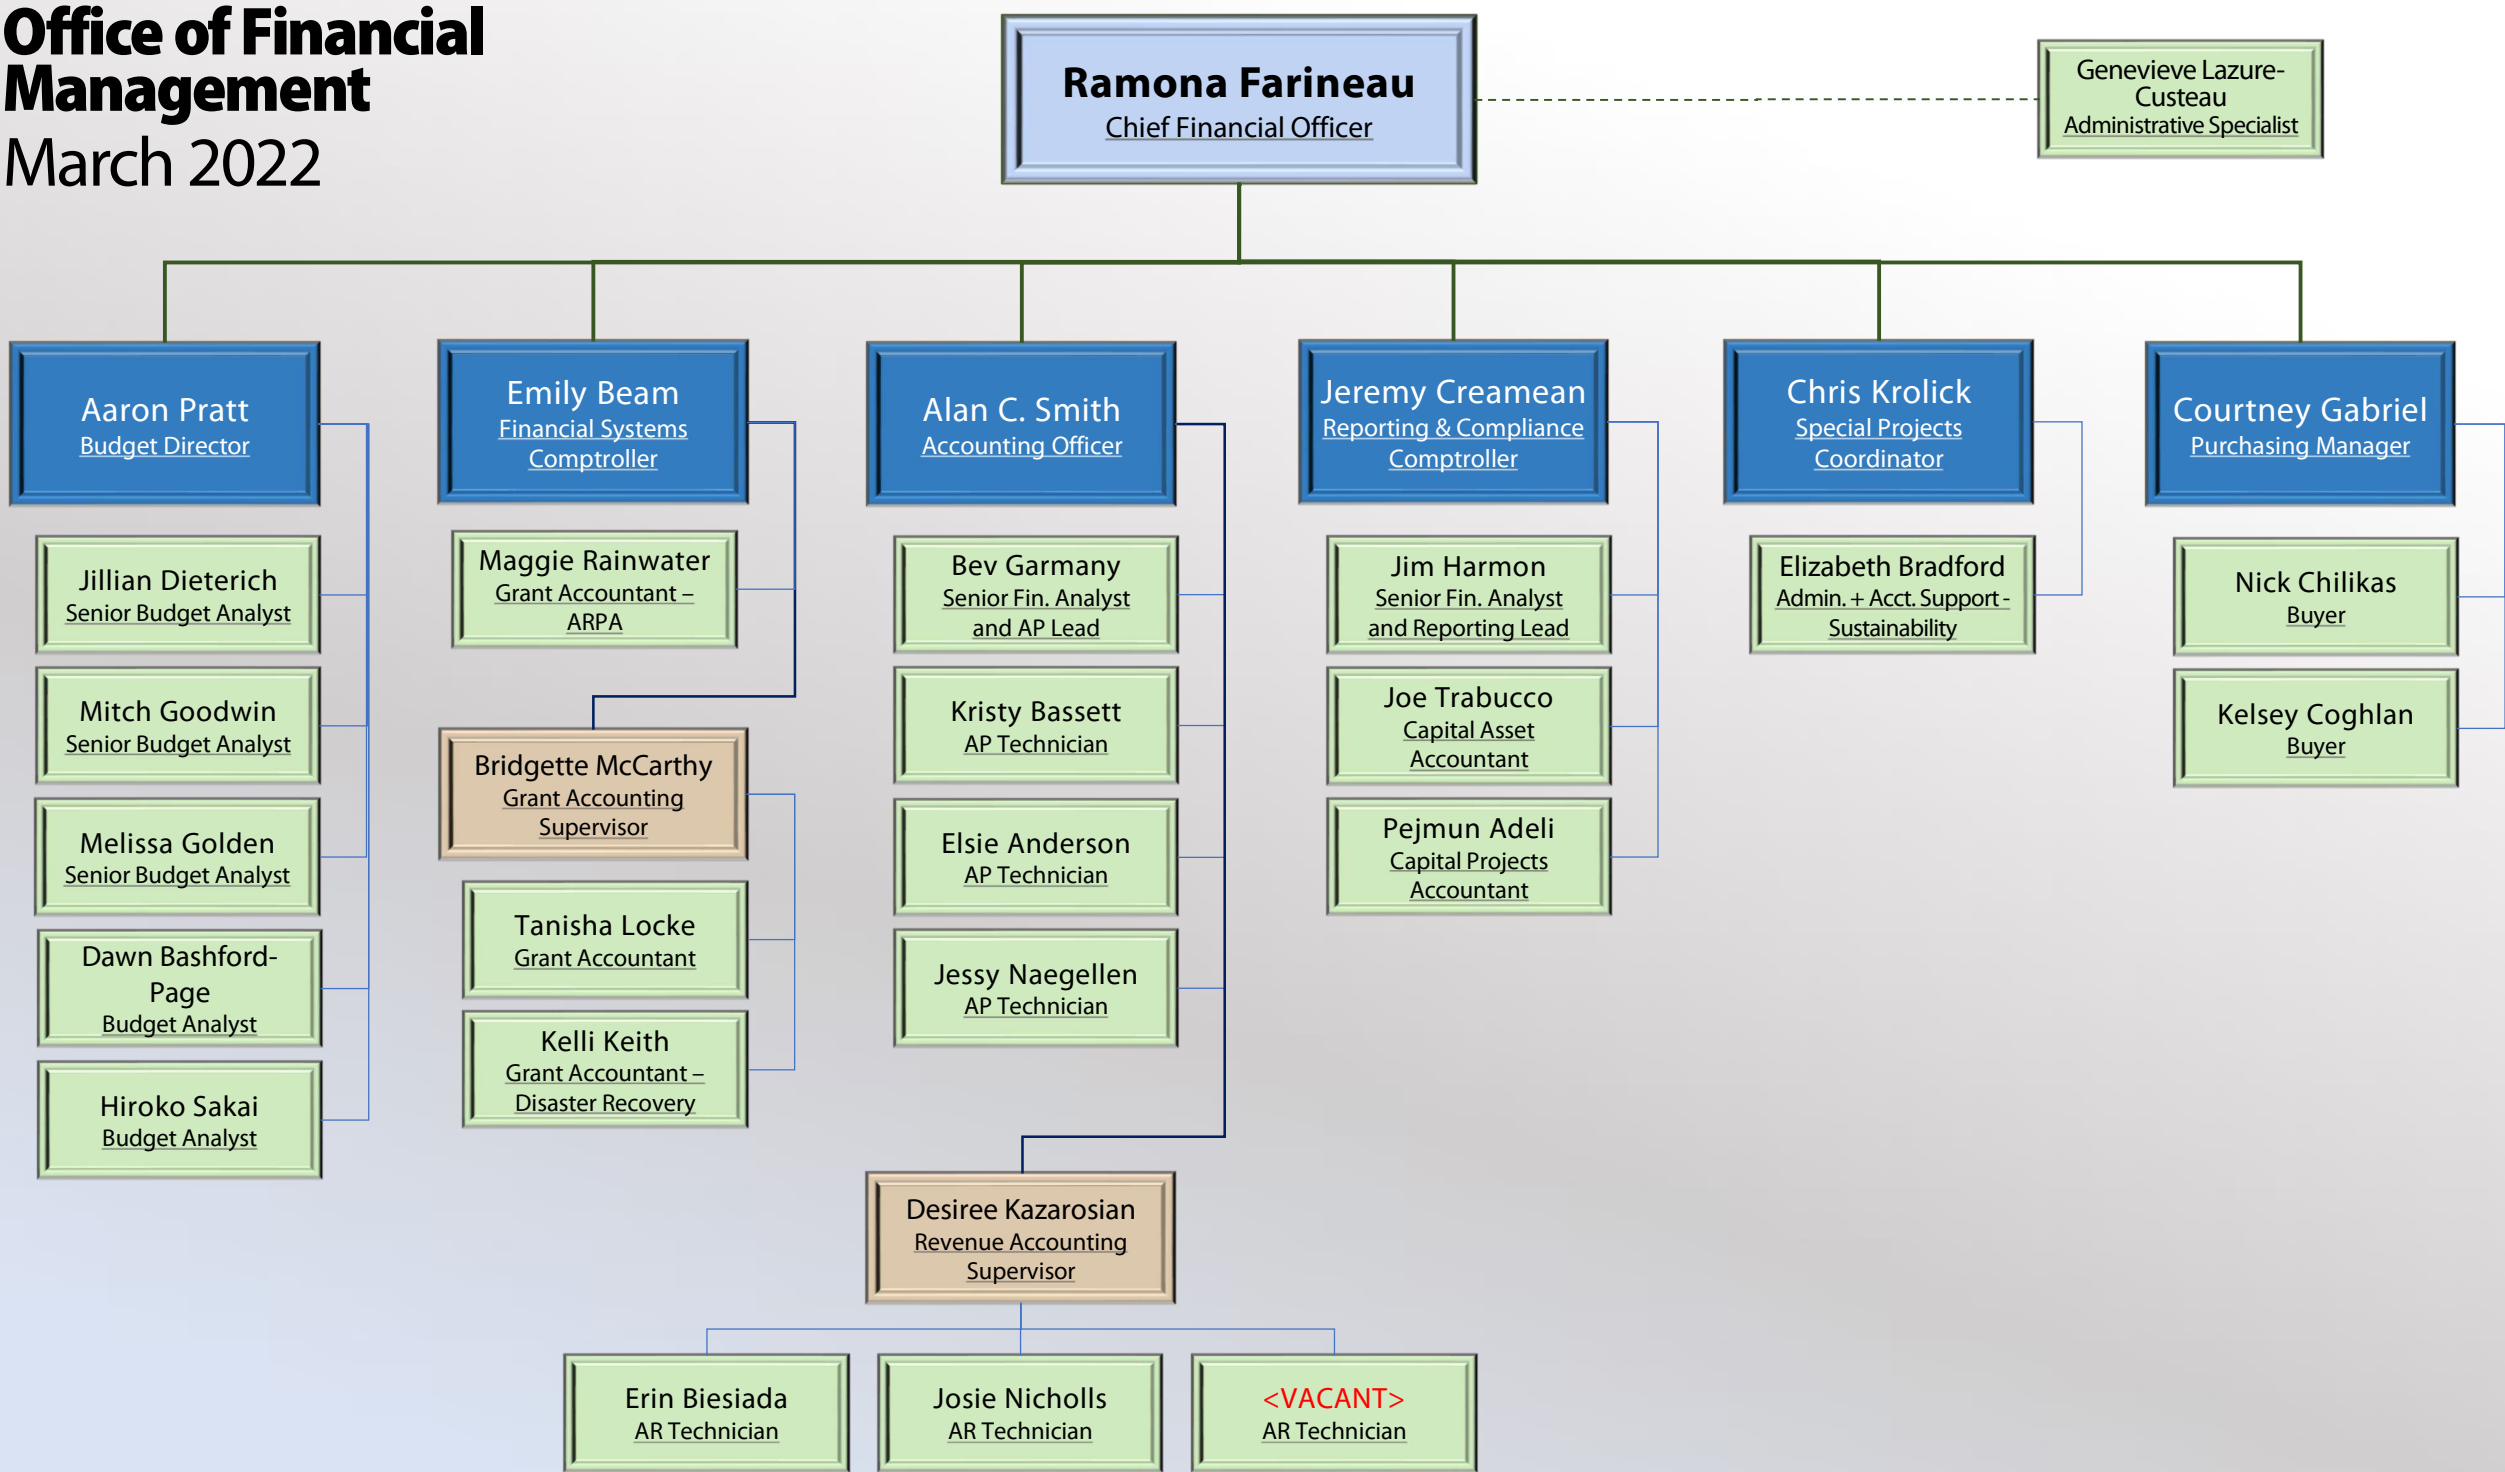 Office of Financial
Management
March 2022
Ramona Farineau
Chief Financial Officer
Genevieve Lazure-
Custeau
Administrative Specialist
Aaron Pratt
Budget Director
Jillian Dieterich
Senior Budget Analyst
Mitch Goodwin
Senior Budget Analyst
Melissa Golden
Senior Budget Analyst
Dawn Bashford-
Page
Budget Analyst
Hiroko Sakai
Budget Analyst
Emily Beam
Financial Systems
Comptroller
Maggie Rainwater
Grant Accountant –
ARPA
Bridgette McCarthy
Grant Accounting
Supervisor
Tanisha Locke
Grant Accountant
Kelli Keith
Grant Accountant –
Disaster Recovery
Alan C. Smith
Accounting Officer
Bev Garmany
Senior Fin. Analyst
and AP Lead
Kristy Bassett
AP Technician
Elsie Anderson
AP Technician
Jessy Naegellen
AP Technician
Desiree Kazarosian
Revenue Accounting
Supervisor
Erin Biesiada
AR Technician
Josie Nicholls
AR Technician
<VACANT>
AR Technician
Jeremy Creamean
Reporting & Compliance
Comptroller
Jim Harmon
Senior Fin. Analyst
and Reporting Lead
Joe Trabucco
Capital Asset
Accountant
Pejmun Adeli
Capital Projects
Accountant
Chris Krolick
Special Projects
Coordinator
Elizabeth Bradford
Admin. + Acct. Support -
Sustainability
Courtney Gabriel
Purchasing Manager
Nick Chilikas
Buyer
Kelsey Coghlan
Buyer